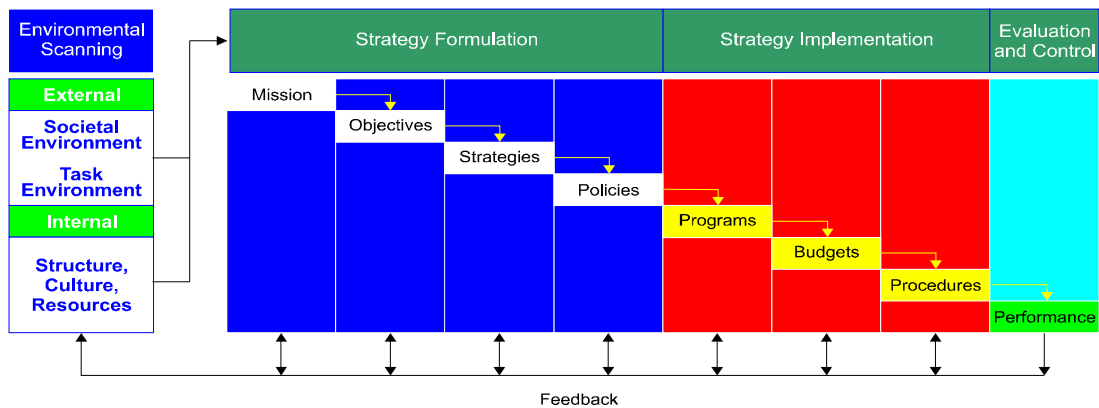 Environmental
Scanning
Strategy Formulation
Strategy Implementation
Evaluation
and Control
External
Societal
Environment
Task
Environment
Internal
Structure,
Culture,
Resources
Mission
Objectives
Strategies
Policies
Programs
Budgets
Procedures
Performance
Feedback